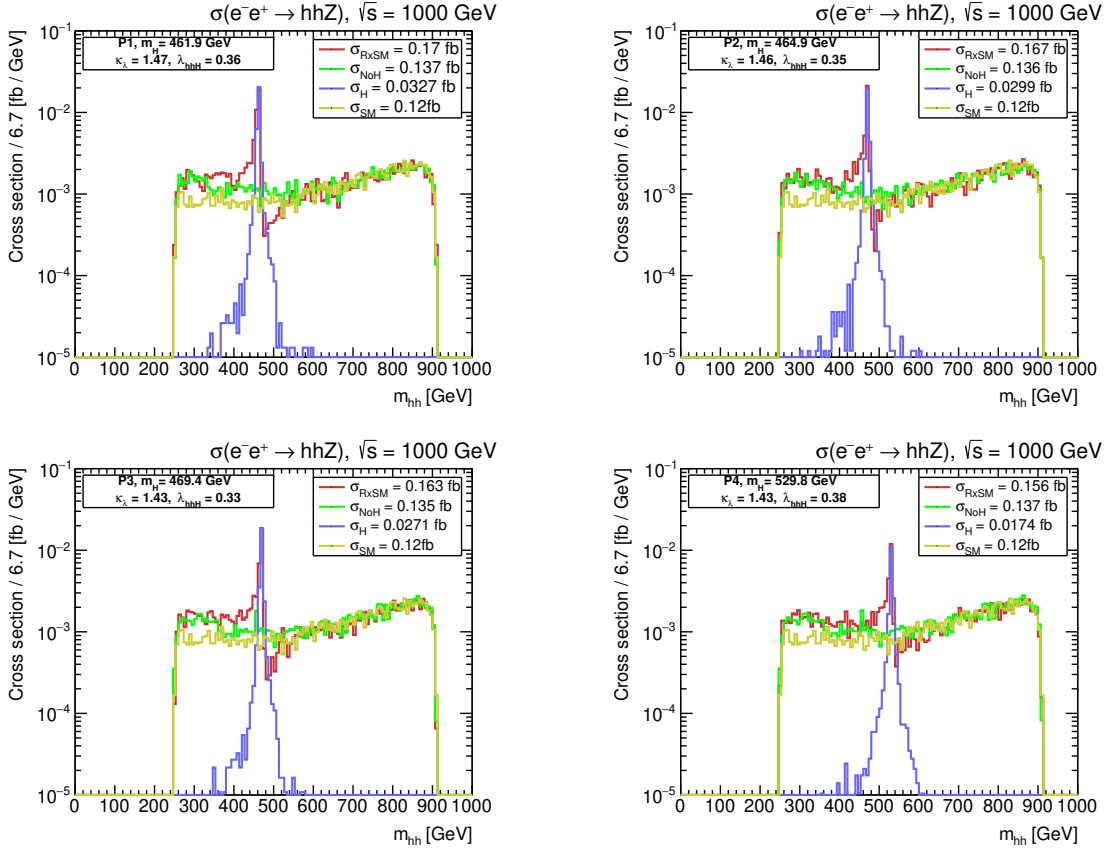 σ(e⁻e⁺ → hhZ), √s = 1000 GeV
Cross section / 6.7 [fb / GeV]
10⁻¹
10⁻²
10⁻³
10⁻⁴
10⁻⁵
P1, m_H = 461.9 GeV
κ_λ = 1.47, λ_hhH = 0.36
σ_RxSM = 0.17 fb
σ_NoH = 0.137 fb
σ_H = 0.0327 fb
σ_SM = 0.12fb
0 100 200 300 400 500 600 700 800 900 1000
m_hh [GeV]
σ(e⁻e⁺ → hhZ), √s = 1000 GeV
Cross section / 6.7 [fb / GeV]
10⁻¹
10⁻²
10⁻³
10⁻⁴
10⁻⁵
P2, m_H = 464.9 GeV
κ_λ = 1.46, λ_hhH = 0.35
σ_RxSM = 0.167 fb
σ_NoH = 0.136 fb
σ_H = 0.0299 fb
σ_SM = 0.12fb
0 100 200 300 400 500 600 700 800 900 1000
m_hh [GeV]
σ(e⁻e⁺ → hhZ), √s = 1000 GeV
Cross section / 6.7 [fb / GeV]
10⁻¹
10⁻²
10⁻³
10⁻⁴
10⁻⁵
P3, m_H = 469.4 GeV
κ_λ = 1.43, λ_hhH = 0.33
σ_RxSM = 0.163 fb
σ_NoH = 0.135 fb
σ_H = 0.0271 fb
σ_SM = 0.12fb
0 100 200 300 400 500 600 700 800 900 1000
m_hh [GeV]
σ(e⁻e⁺ → hhZ), √s = 1000 GeV
Cross section / 6.7 [fb / GeV]
10⁻¹
10⁻²
10⁻³
10⁻⁴
10⁻⁵
P4, m_H = 529.8 GeV
κ_λ = 1.43, λ_hhH = 0.38
σ_RxSM = 0.156 fb
σ_NoH = 0.137 fb
σ_H = 0.0174 fb
σ_SM = 0.12fb
0 100 200 300 400 500 600 700 800 900 1000
m_hh [GeV]